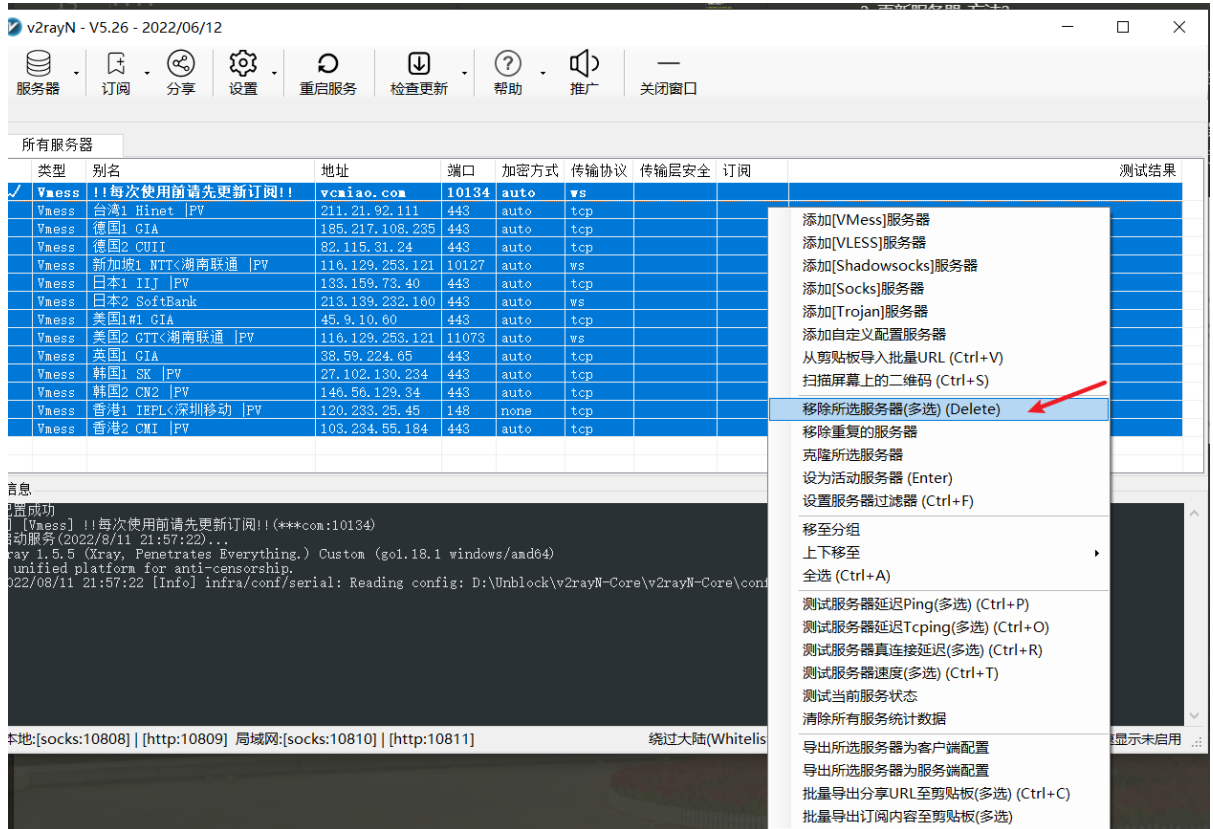 2. 更新服务器 方法2
v2rayN - V5.26 - 2022/06/12
服务器 订阅 分享 设置 重启服务 检查更新 帮助 推广 关闭窗口
所有服务器
类型 别名 地址 端口 加密方式 传输协议 传输层安全 订阅 测试结果
Vmess !!每次使用前请先更新订阅!! vcmiao.com 10134 auto ws
Vmess 台湾1 Hinet |PV 211.21.92.111 443 auto tcp
Vmess 德国1 GIA 185.217.108.235 443 auto tcp
Vmess 德国2 CUII 82.115.31.24 443 auto tcp
Vmess 新加坡1 NTT<湖南联通 |PV 116.129.253.121 10127 auto ws
Vmess 日本1 IIJ |PV 133.159.73.40 443 auto tcp
Vmess 日本2 SoftBank 213.139.232.160 443 auto ws
Vmess 美国1#1 GIA 45.9.10.60 443 auto tcp
Vmess 美国2 GTT<湖南联通 |PV 116.129.253.121 11073 auto ws
Vmess 英国1 GIA 38.59.224.65 443 auto tcp
Vmess 韩国1 SK |PV 27.102.130.234 443 auto tcp
Vmess 韩国2 CN2 |PV 146.56.129.34 443 auto tcp
Vmess 香港1 IEPL<深圳移动 |PV 120.233.25.45 148 none tcp
Vmess 香港2 CMI |PV 103.234.55.184 443 auto tcp
添加[VMess]服务器
添加[VLESS]服务器
添加[Shadowsocks]服务器
添加[Socks]服务器
添加[Trojan]服务器
添加自定义配置服务器
从剪贴板导入批量URL (Ctrl+V)
扫描屏幕上的二维码 (Ctrl+S)
移除所选服务器(多选) (Delete)
移除重复的服务器
克隆所选服务器
设为活动服务器 (Enter)
设置服务器过滤器 (Ctrl+F)
移至分组
上下移至
全选 (Ctrl+A)
测试服务器延迟Ping(多选) (Ctrl+P)
测试服务器延迟Tcping(多选) (Ctrl+O)
测试服务器真连接延迟(多选) (Ctrl+R)
测试服务器速度(多选) (Ctrl+T)
测试当前服务状态
清除所有服务统计数据
导出所选服务器为客户端配置
导出所选服务器为服务端配置
批量导出分享URL至剪贴板(多选) (Ctrl+C)
批量导出订阅内容至剪贴板(多选)
信息
配置成功
] [Vmess] !!每次使用前请先更新订阅!!(***com:10134)
启动服务(2022/8/11 21:57:22)...
ray 1.5.5 (Xray, Penetrates Everything.) Custom (go1.18.1 windows/amd64)
unified platform for anti-censorship.
022/08/11 21:57:22 [Info] infra/conf/serial: Reading config: D:\Unblock\v2rayN-Core\v2rayN-Core\conf
本地:[socks:10808] | [http:10809] 局域网:[socks:10810] | [http:10811] 绕过大陆(Whitelis 显示未启用